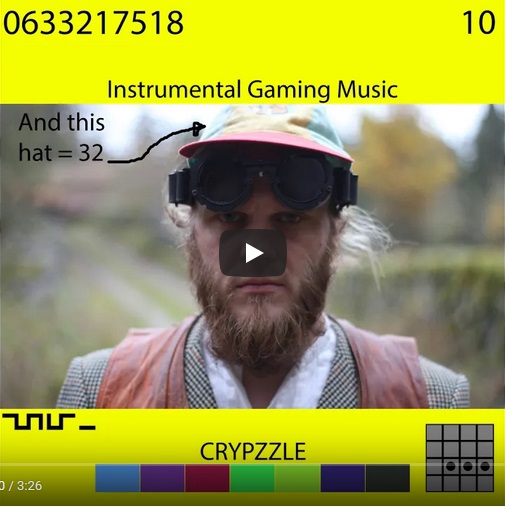 0633217518
10
Instrumental Gaming Music
And this
hat = 32
CRYPZZLE
0 / 3:26